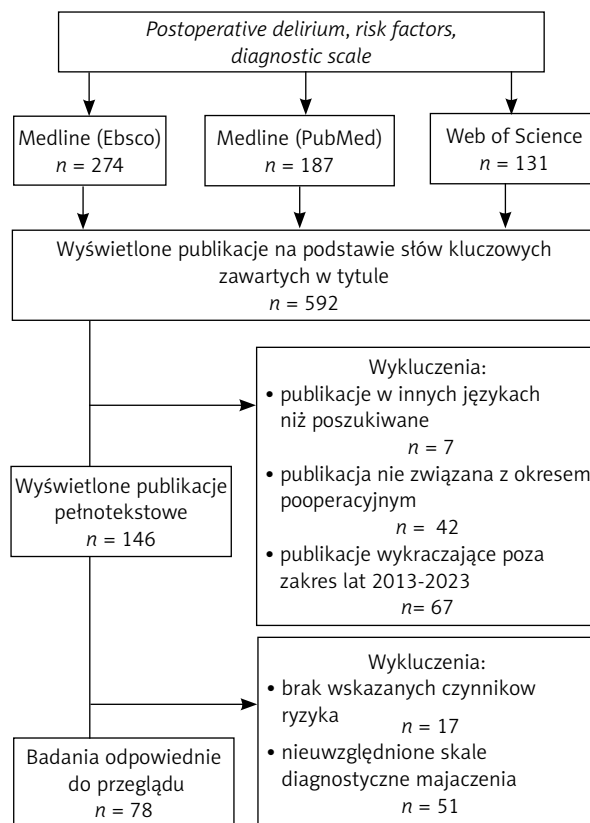 Postoperative delirium, risk factors,
diagnostic scale
Medline (Ebsco)
n = 274
Medline (PubMed)
n = 187
Web of Science
n = 131
Wyświetlone publikacje na podstawie słów kluczowych
zawartych w tytule
n = 592
Wykluczenia:
• publikacje w innych językach
niż poszukiwane
n = 7
• publikacja nie związana z okresem
pooperacyjnym
n = 42
• publikacje wykraczające poza
zakres lat 2013-2023
n= 67
Wyświetlone publikacje
pełnotekstowe
n = 146
Wykluczenia:
• brak wskazanych czynnikow
ryzyka
n = 17
• nieuwzględnione skale
diagnostyczne majaczenia
n = 51
Badania odpowiednie
do przeglądu
n = 78